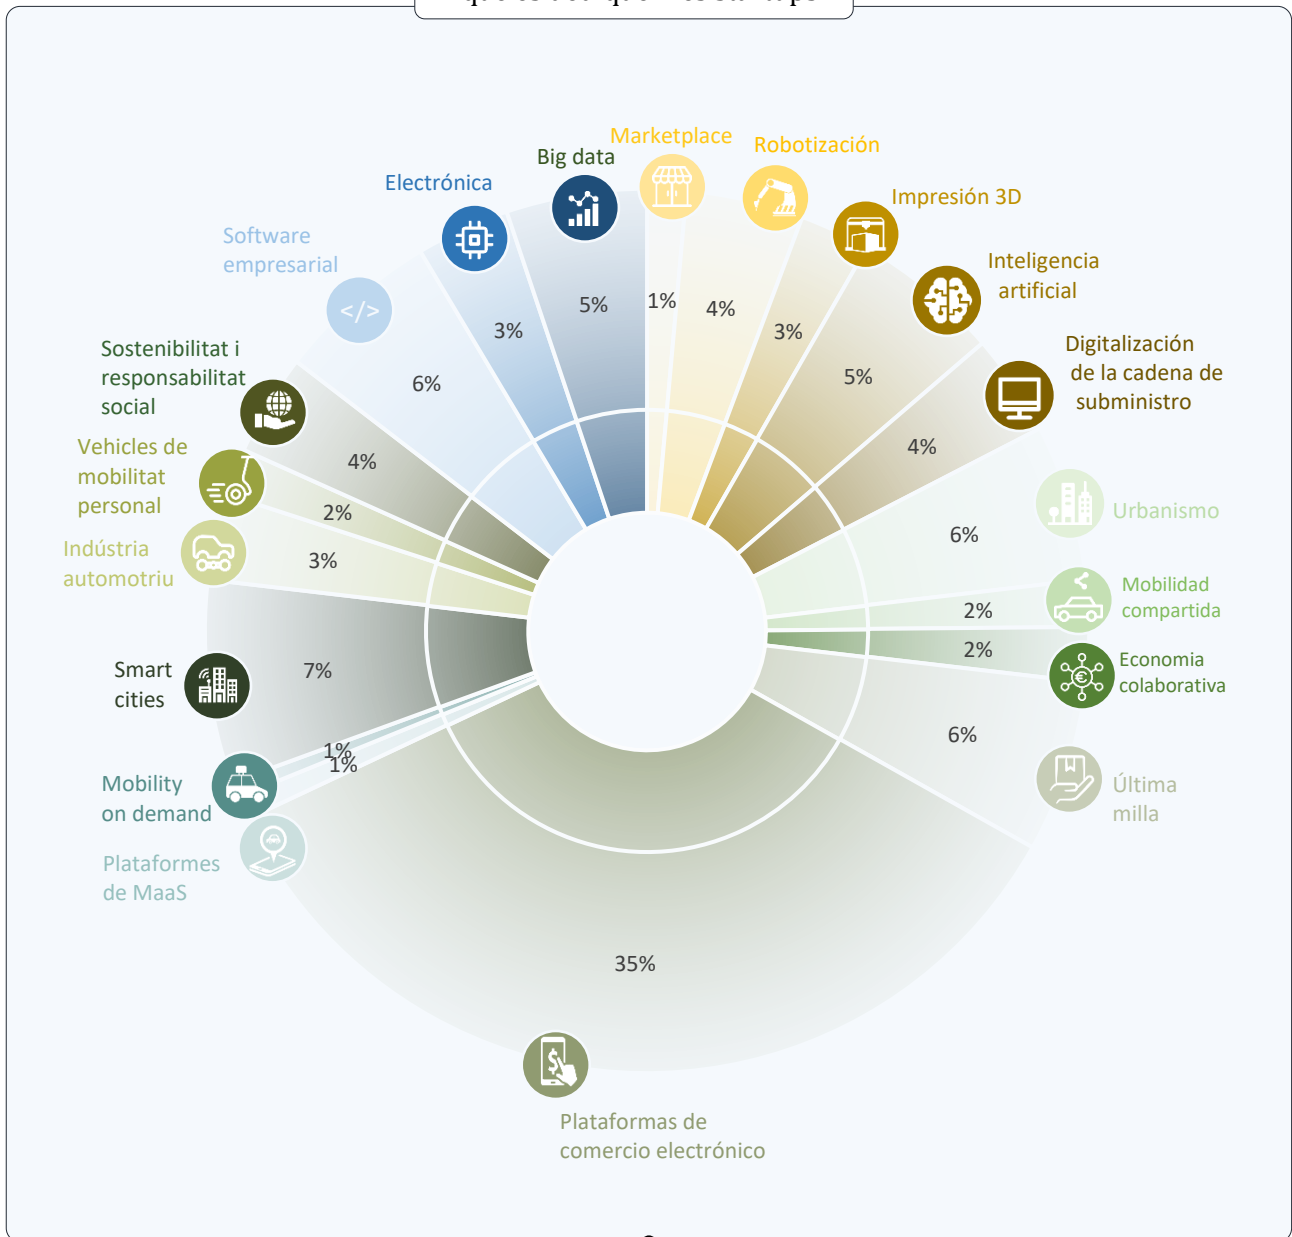 Marketplace
Robotización
Big data
Electrónica
Impresión 3D
Software
empresarial
</>
Inteligencia
artificial
5%
1%
4%
3%
3%
5%
6%
4%
Sostenibilitat i
responsabilitat
social
Digitalización
de la cadena de
subministro
Vehicles de
mobilitat
personal
4%
2%
Indústria
automotriu
3%
Urbanismo
6%
Mobilidad
compartida
2%
Economia
colaborativa
2%
€
Smart
cities
7%
6%
Última
milla
1%
1%
Mobility
on demand
Plataformes
de MaaS
35%
$
Plataformas de
comercio electrónico